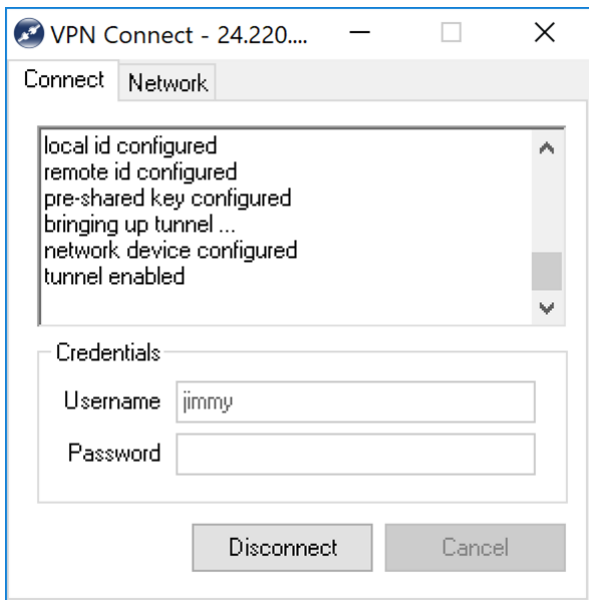 VPN Connect - 24.220....
Connect
Network
local id configured
remote id configured
pre-shared key configured
bringing up tunnel ...
network device configured
tunnel enabled
Credentials
Username jimmy
Password
Disconnect
Cancel